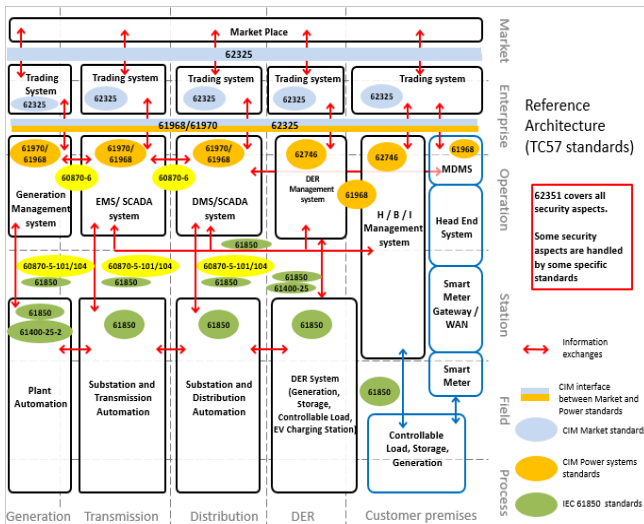 Market Place
62325
Trading System
62325
Trading system
62325
Trading system
62325
Trading system
62325
Trading system
62325
61968/61970 62325
61970/
61968
61970/
61968
61970/
61968
62746
62746
61968
60870-6
60870-6
Generation
Management
system
EMS/ SCADA
system
DMS/SCADA
system
DER
Management
system
61968
H / B / I
Management
system
MDMS
Head End
System
61850
60870-5-101/104
61850
60870-5-101/104
61850
60870-5-101/104
61850
61850
61400-25
61850
61400-25-2
61850
61850
61850
Smart
Meter
Gateway /
WAN
Plant
Automation
Substation and
Transmission
Automation
Substation and
Distribution
Automation
DER System
(Generation,
Storage,
Controllable Load,
EV Charging Station)
61850
Smart
Meter
Controllable
Load, Storage,
Generation
Generation
Transmission
Distribution
DER
Customer premises
Market
Enterprise
Operation
Station
Field
Process
Reference
Architecture
(TC57 standards)
62351 covers all
security aspects.
Some security
aspects are handled
by some specific
standards
Information
exchanges
CIM interface
between Market and
Power standards
CIM Market standard
CIM Power systems
standards
IEC 61850 standards